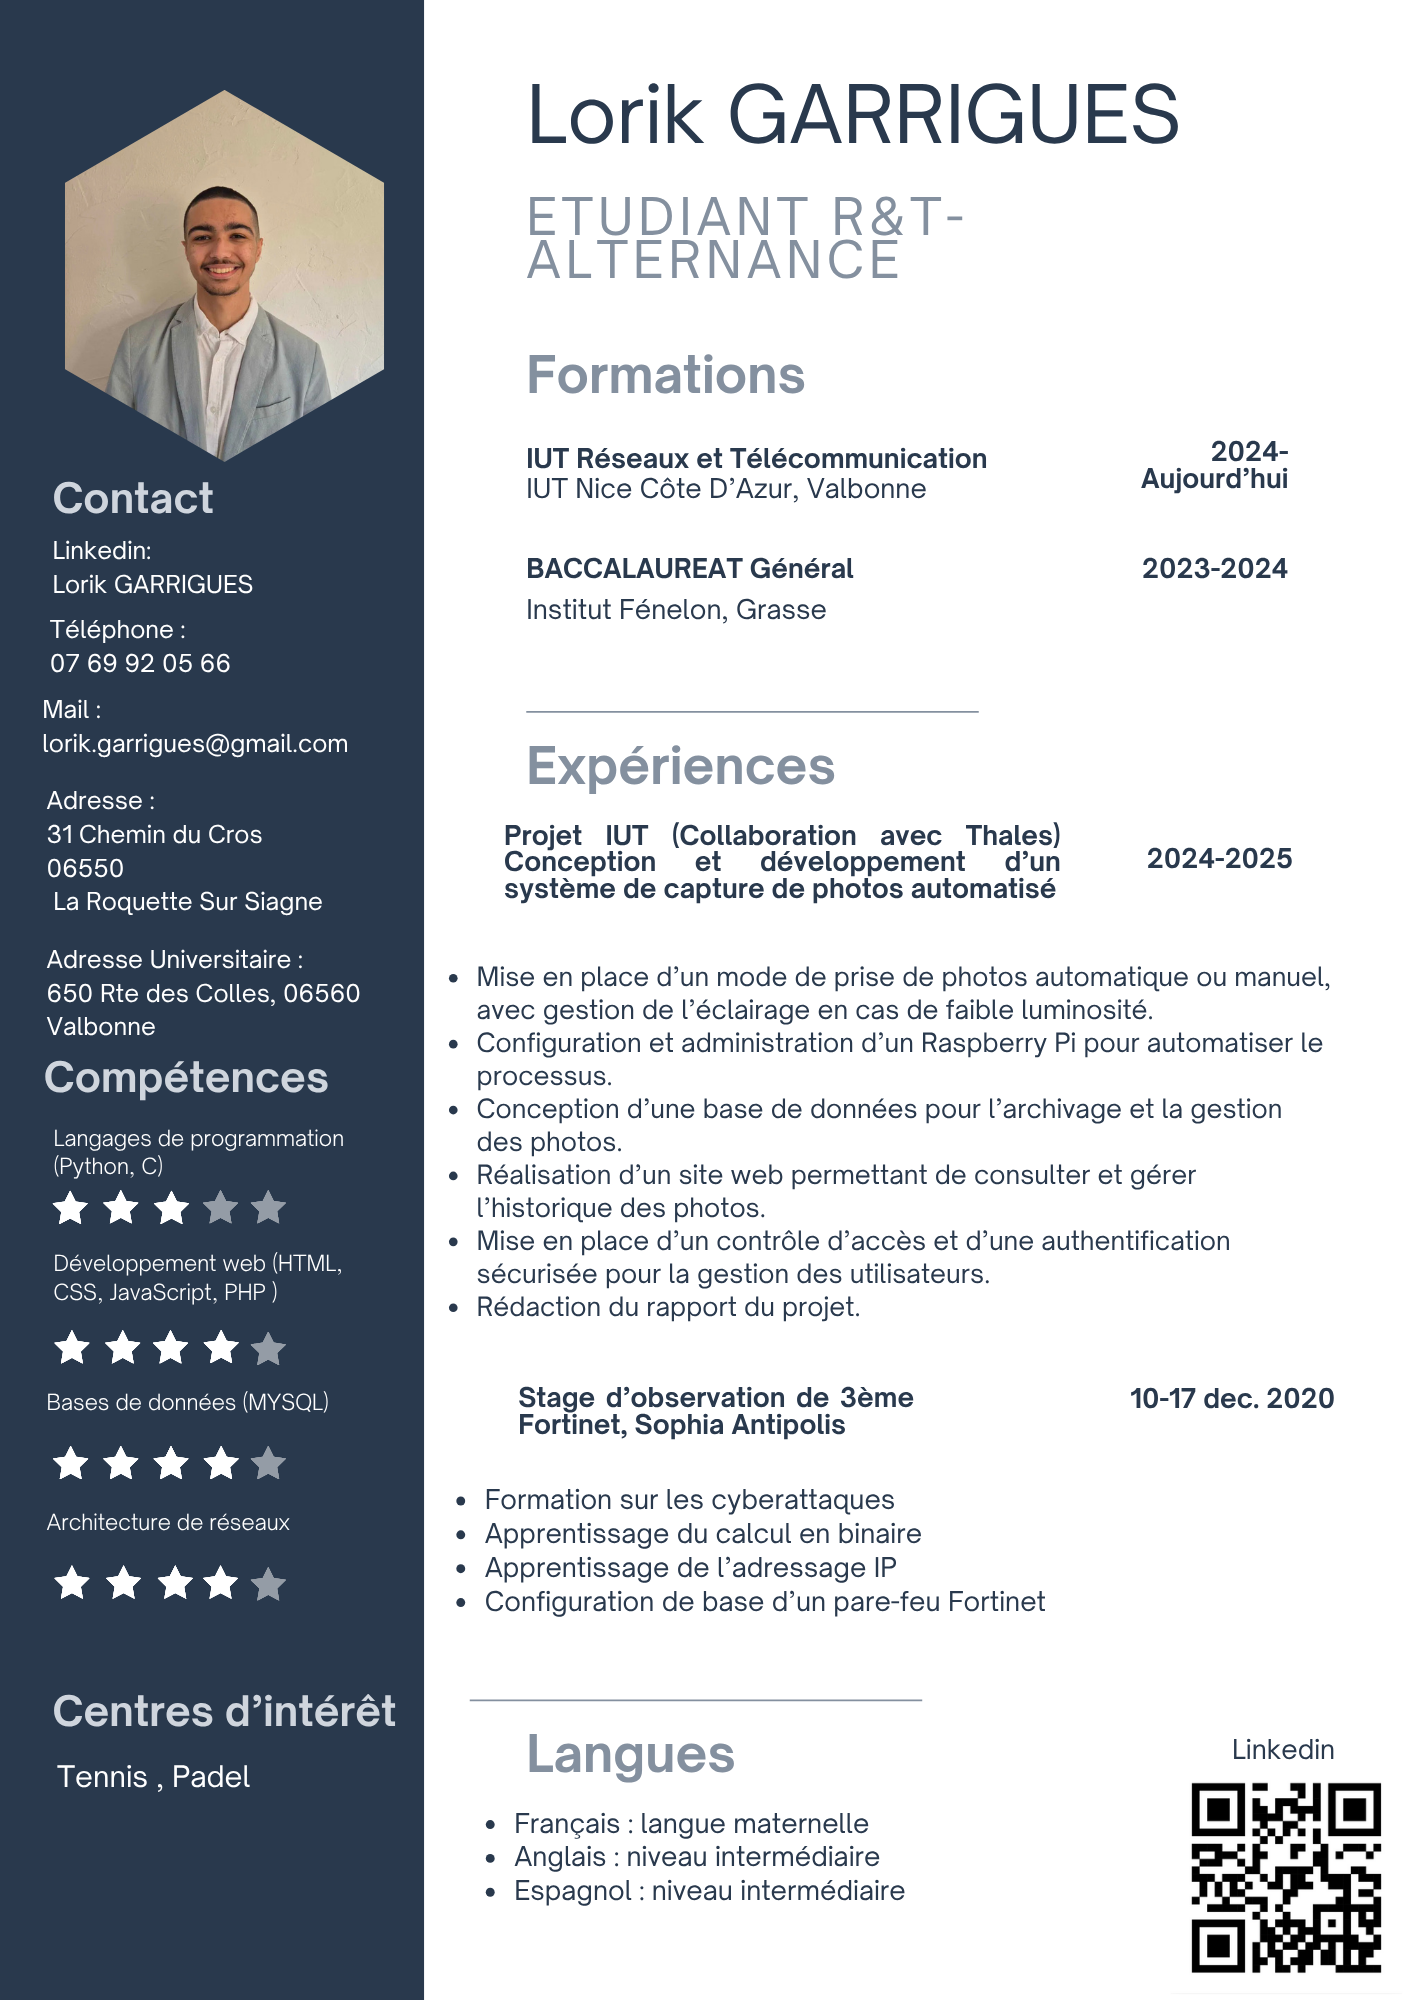 Lorik GARRIGUES
ETUDIANT R&T-
ALTERNANCE
Contact
Linkedin:
Lorik GARRIGUES
Téléphone :
07 69 92 05 66
Mail :
lorik.garrigues@gmail.com
Adresse :
31 Chemin du Cros
06550
La Roquette Sur Siagne
Adresse Universitaire :
650 Rte des Colles, 06560
Valbonne
Compétences
Langages de programmation
(Python, C)
Développement web (HTML,
CSS, JavaScript, PHP )
Bases de données (MYSQL)
Architecture de réseaux
Centres d’intérêt
Tennis , Padel
Formations
IUT Réseaux et Télécommunication
IUT Nice Côte D’Azur, Valbonne
2024-
Aujourd’hui
BACCALAUREAT Général
2023-2024
Institut Fénelon, Grasse
Expériences
Projet IUT (Collaboration avec Thales)
Conception et développement d’un
système de capture de photos automatisé
2024-2025
• Mise en place d’un mode de prise de photos automatique ou manuel,
avec gestion de l’éclairage en cas de faible luminosité.
• Configuration et administration d’un Raspberry Pi pour automatiser le
processus.
• Conception d’une base de données pour l’archivage et la gestion
des photos.
• Réalisation d’un site web permettant de consulter et gérer
l’historique des photos.
• Mise en place d’un contrôle d’accès et d’une authentification
sécurisée pour la gestion des utilisateurs.
• Rédaction du rapport du projet.
Stage d’observation de 3ème
Fortinet, Sophia Antipolis
10-17 dec. 2020
• Formation sur les cyberattaques
• Apprentissage du calcul en binaire
• Apprentissage de l’adressage IP
• Configuration de base d’un pare-feu Fortinet
Langues
• Français : langue maternelle
• Anglais : niveau intermédiaire
• Espagnol : niveau intermédiaire
Linkedin